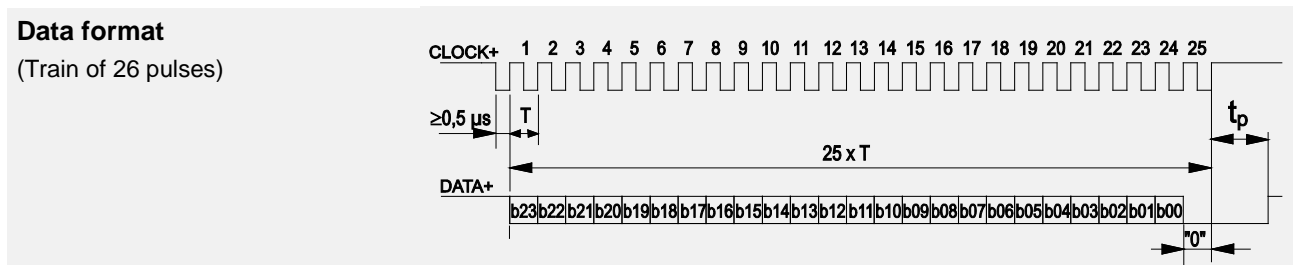 Data format
(Train of 26 pulses)
CLOCK+ 1 2 3 4 5 6 7 8 9 10 11 12 13 14 15 16 17 18 19 20 21 22 23 24 25
≥0,5 µs T tp
25 x T
DATA+
b23 b22 b21 b20 b19 b18 b17 b16 b15 b14 b13 b12 b11 b10 b09 b08 b07 b06 b05 b04 b03 b02 b01 b00
"0"